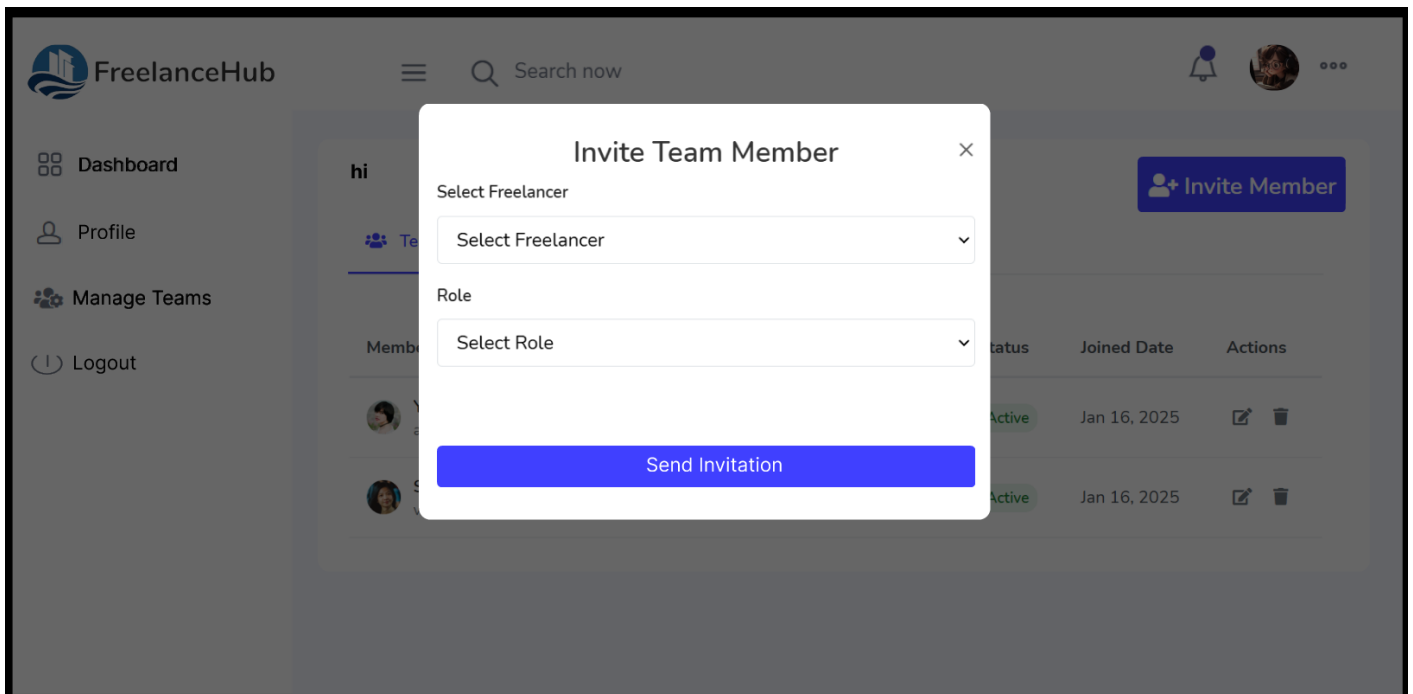 FreelanceHub
Search now
Dashboard
Profile
Manage Teams
Logout
hi
Invite Member
Invite Team Member
Select Freelancer
Select Freelancer
Role
Select Role
Send Invitation
Joined Date Actions
Active Jan 16, 2025
Active Jan 16, 2025